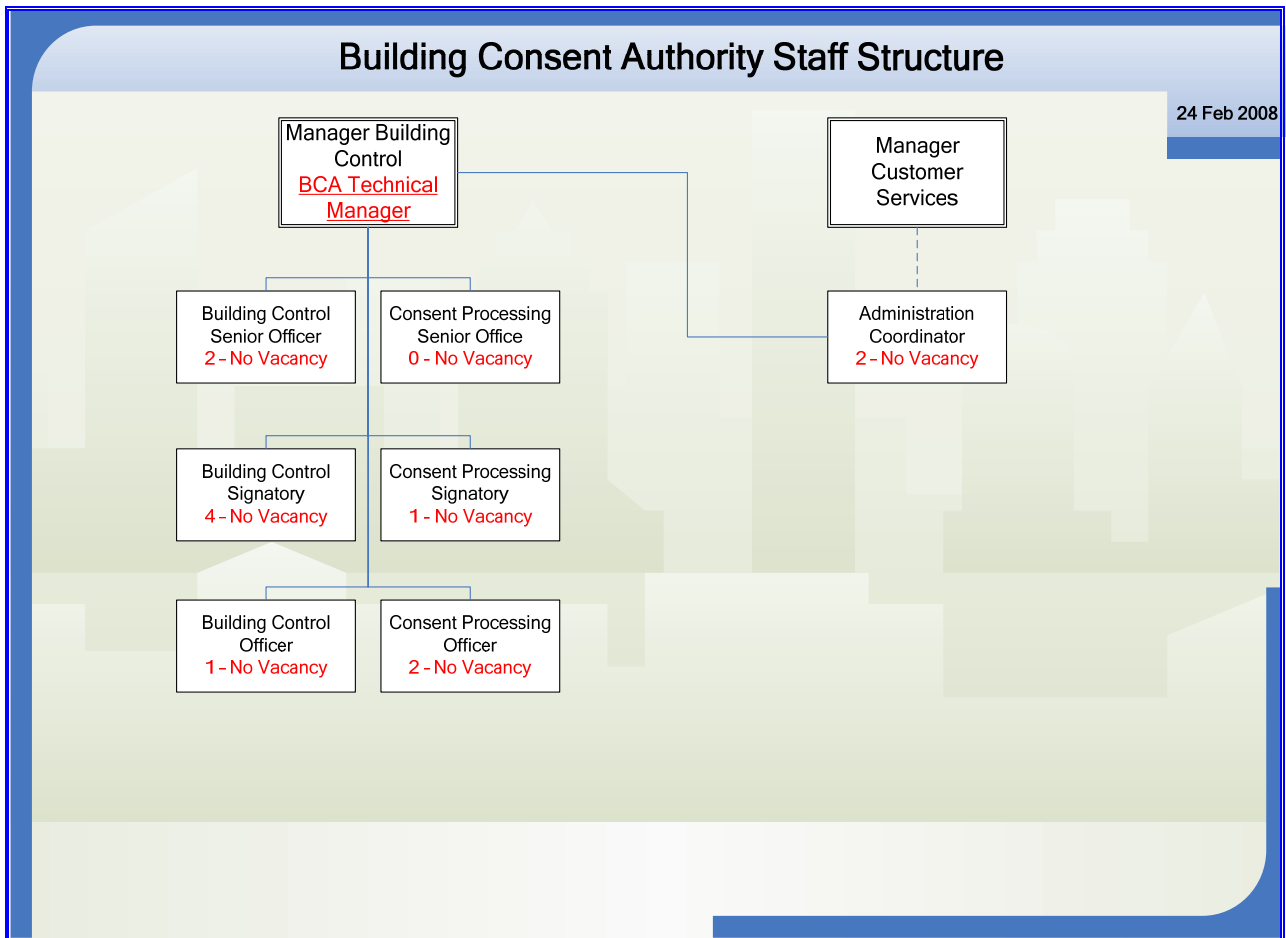 Building Consent Authority Staff Structure
24 Feb 2008
Manager Building
Control
BCA Technical
Manager
Manager
Customer
Services
Building Control
Senior Officer
2 - No Vacancy
Consent Processing
Senior Office
0 - No Vacancy
Administration
Coordinator
2 - No Vacancy
Building Control
Signatory
4 - No Vacancy
Consent Processing
Signatory
1 - No Vacancy
Building Control
Officer
1 - No Vacancy
Consent Processing
Officer
2 - No Vacancy